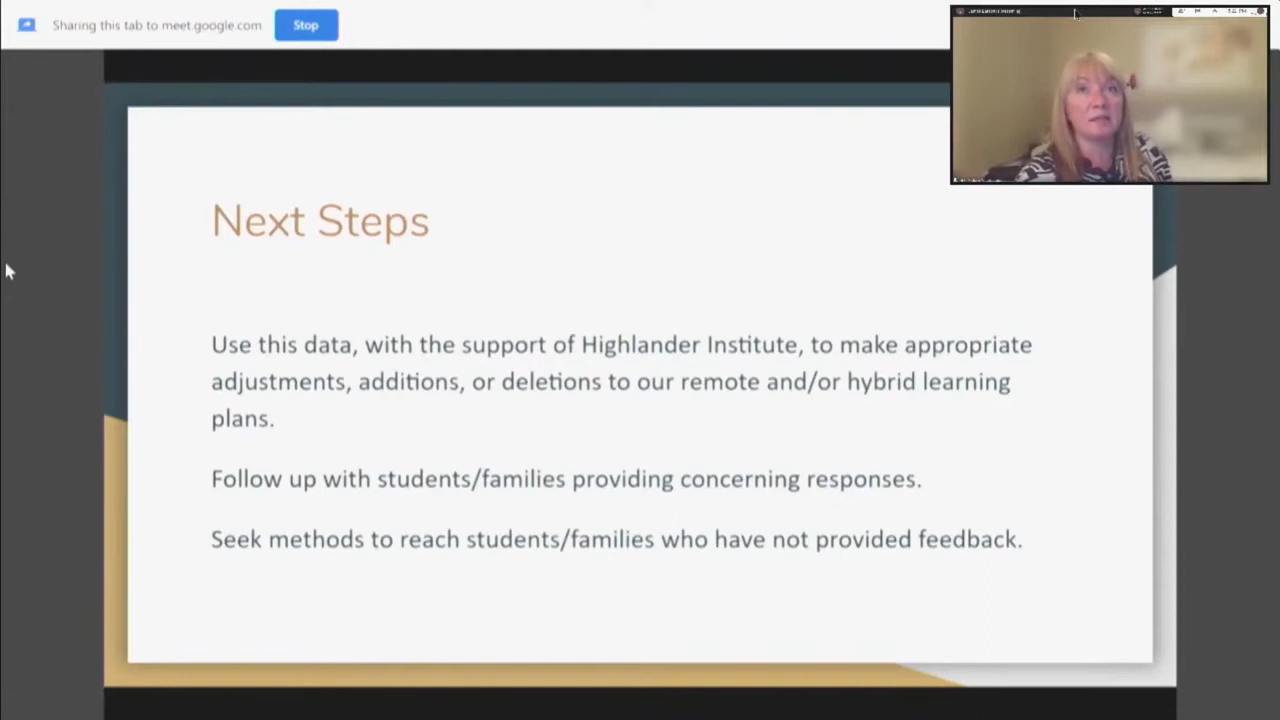 Sharing this tab to meet.google.com
Stop
Next Steps
Use this data, with the support of Highlander Institute, to make appropriate
adjustments, additions, or deletions to our remote and/or hybrid learning
plans.
Follow up with students/families providing concerning responses.
Seek methods to reach students/families who have not provided feedback.